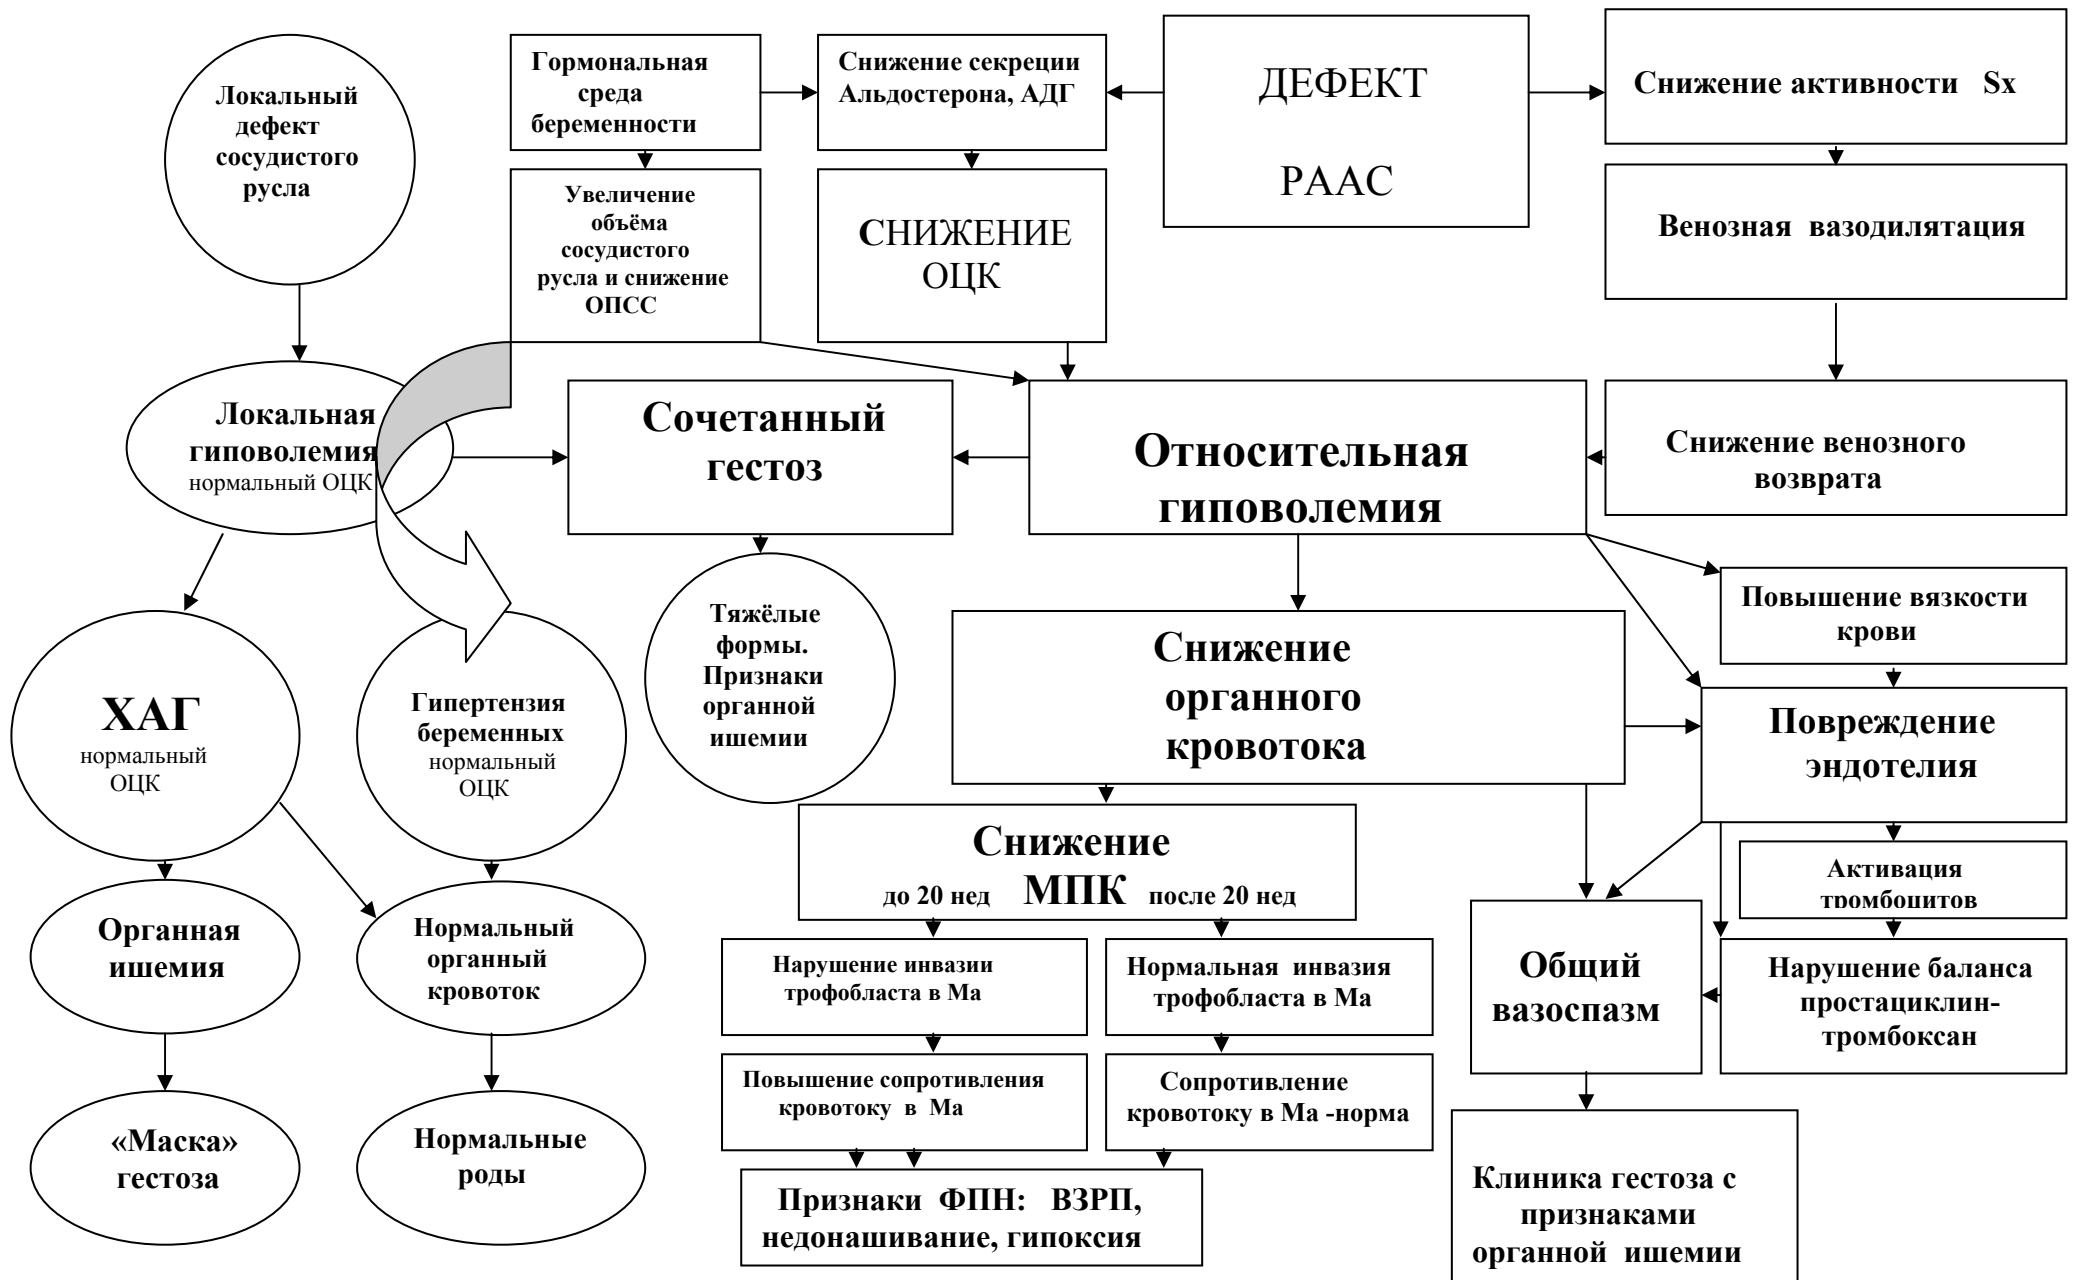 Локальный
дефект
сосудистого
русла
Гормональная
среда
беременности
Снижение секреции
Альдостерона, АДГ
ДЕФЕКТ
РААС
Снижение активности Sx
Увеличение
объёма
сосудистого
русла и снижение
ОПСС
СНИЖЕНИЕ
ОЦК
Венозная вазодилятация
Локальная
гиповолемия
нормальный ОЦК
Сочетанный
гестоз
Относительная
гиповолемия
Снижение венозного
возврата
Тяжёлые
формы.
Признаки
органной
ишемии
Повышение вязкости
крови
ХАГ
нормальный
ОЦК
Гипертензия
беременных
нормальный
ОЦК
Снижение
органного
кровотока
Повреждение
эндотелия
Снижение
до 20 нед МПК после 20 нед
Активация
тромбоцитов
Органная
ишемия
Нормальный
органный
кровоток
Нарушение инвазии
трофобласта в Ма
Нормальная инвазия
трофобласта в Ма
Общий
вазоспазм
Нарушение баланса
простациклин-
тромбоксан
Повышение сопротивления
кровотоку в Ма
Сопротивление
кровотоку в Ма -норма
«Маска»
гестоза
Нормальные
роды
Признаки ФПН: ВЗРП,
недонашивание, гипоксия
Клиника гестоза с
признаками
органной ишемии